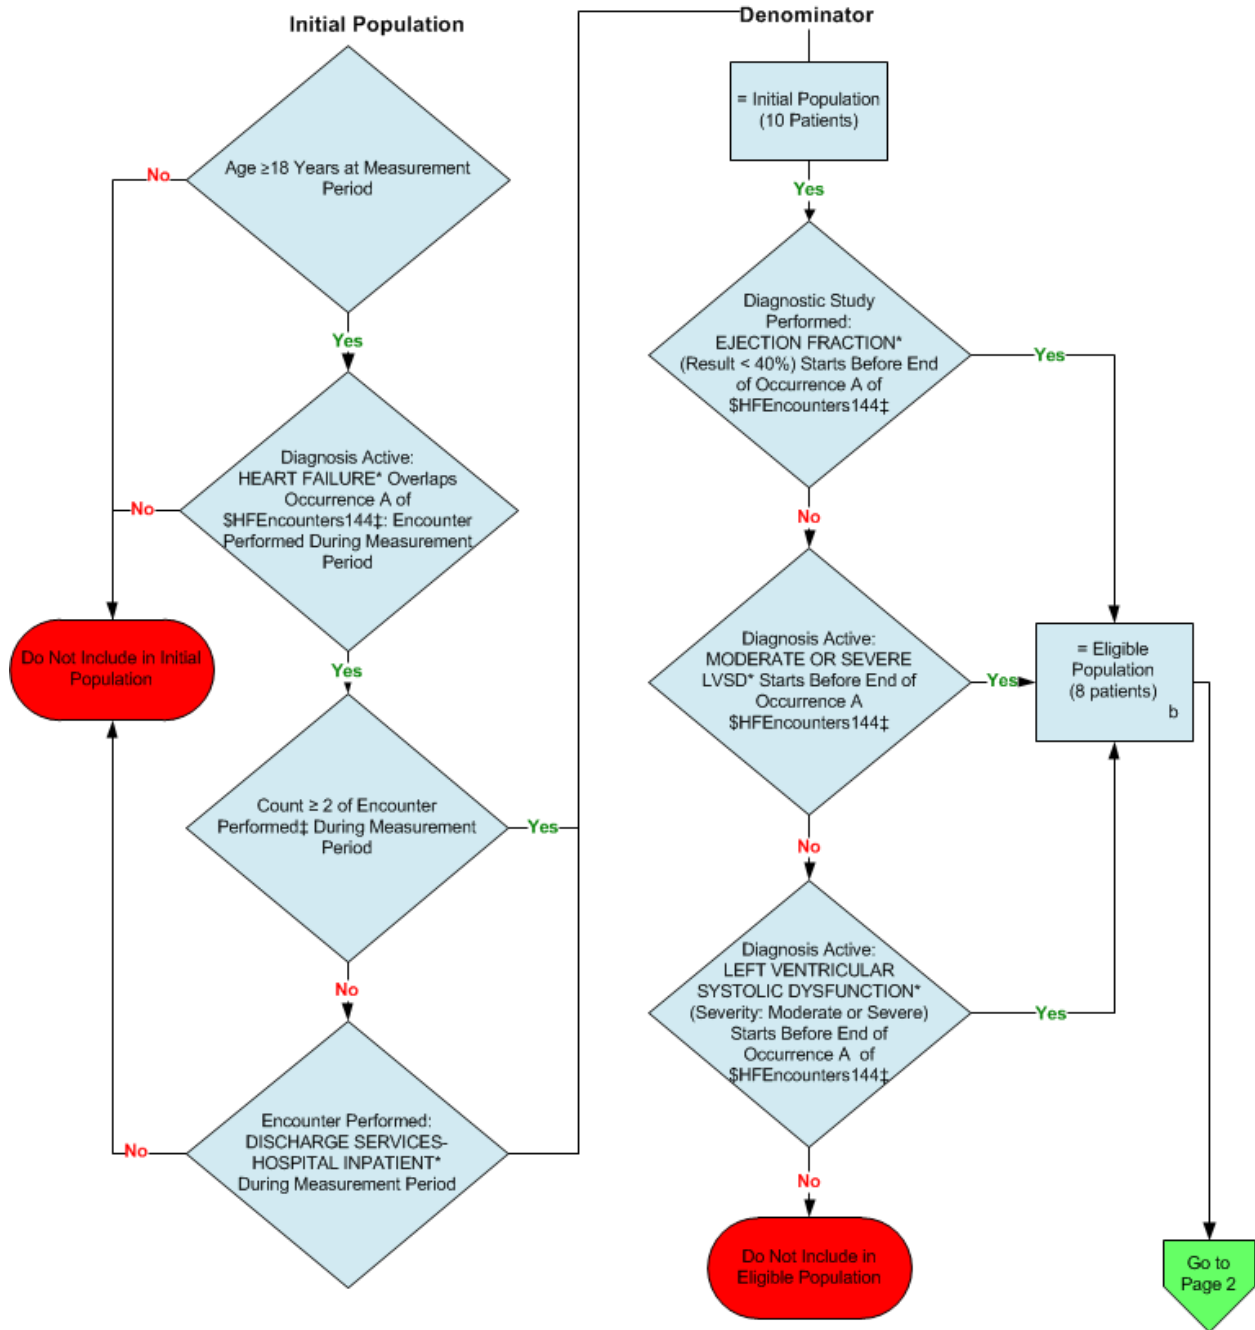 Initial Population
Age ≥18 Years at Measurement
Period
No
Yes
Diagnosis Active:
HEART FAILURE* Overlaps
Occurrence A of
$HFEncounters144‡: Encounter
Performed During Measurement
Period
No
Do Not Include in Initial
Population
Yes
Count ≥ 2 of Encounter
Performed‡ During Measurement
Period
Yes
No
Encounter Performed:
DISCHARGE SERVICES-
HOSPITAL INPATIENT*
During Measurement Period
No
Denominator
= Initial Population
(10 Patients)
Yes
Diagnostic Study
Performed:
EJECTION FRACTION*
(Result < 40%) Starts Before End
of Occurrence A of
$HFEncounters144‡
Yes
No
Diagnosis Active:
MODERATE OR SEVERE
LVSD* Starts Before End of
Occurrence A
$HFEncounters144‡
Yes
= Eligible
Population
(8 patients)
b
No
Diagnosis Active:
LEFT VENTRICULAR
SYSTOLIC DYSFUNCTION*
(Severity: Moderate or Severe)
Starts Before End of
Occurrence A of
$HFEncounters144‡
Yes
No
Do Not Include in
Eligible Population
Go to
Page 2